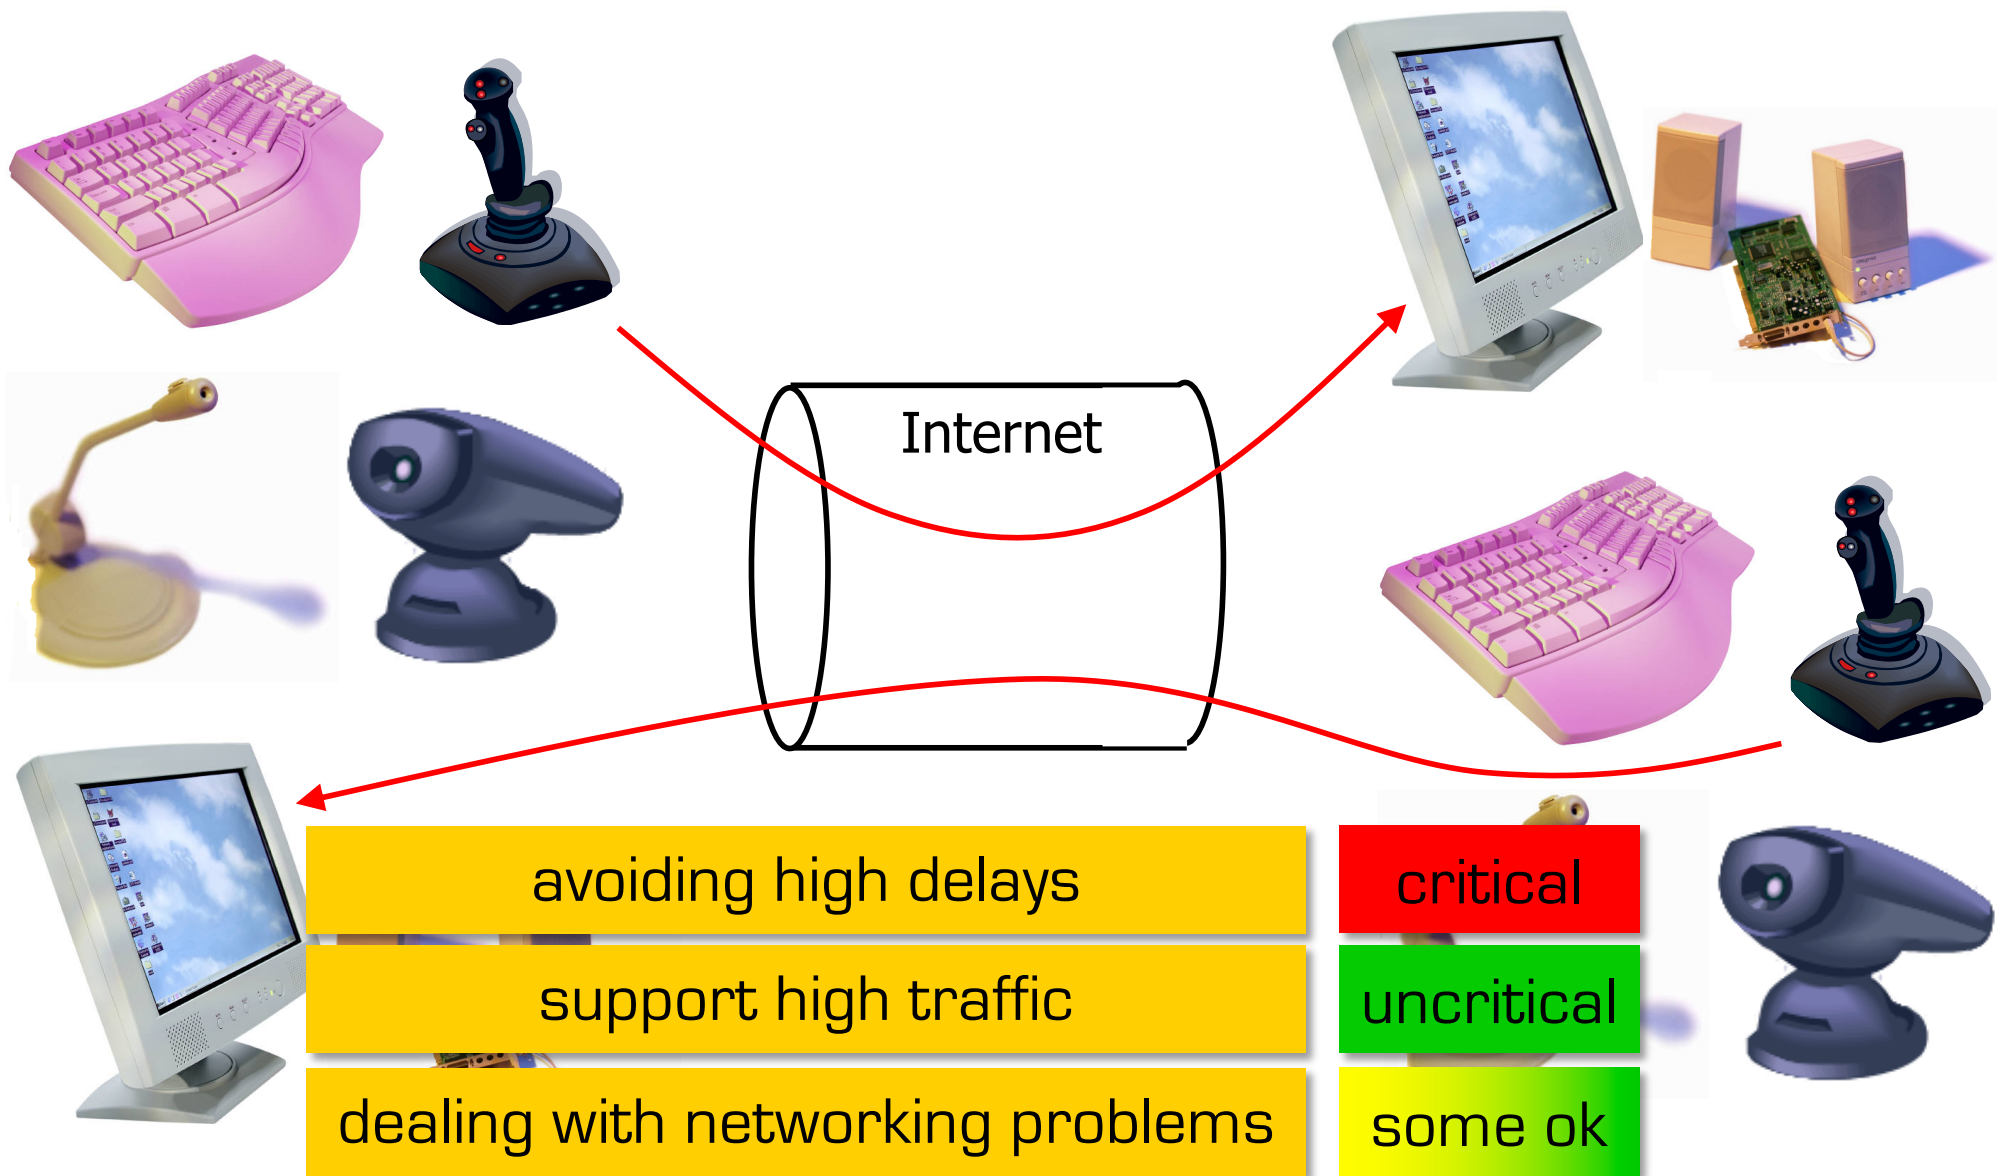 Internet
avoiding high delays
critical
support high traffic
uncritical
dealing with networking problems
some ok